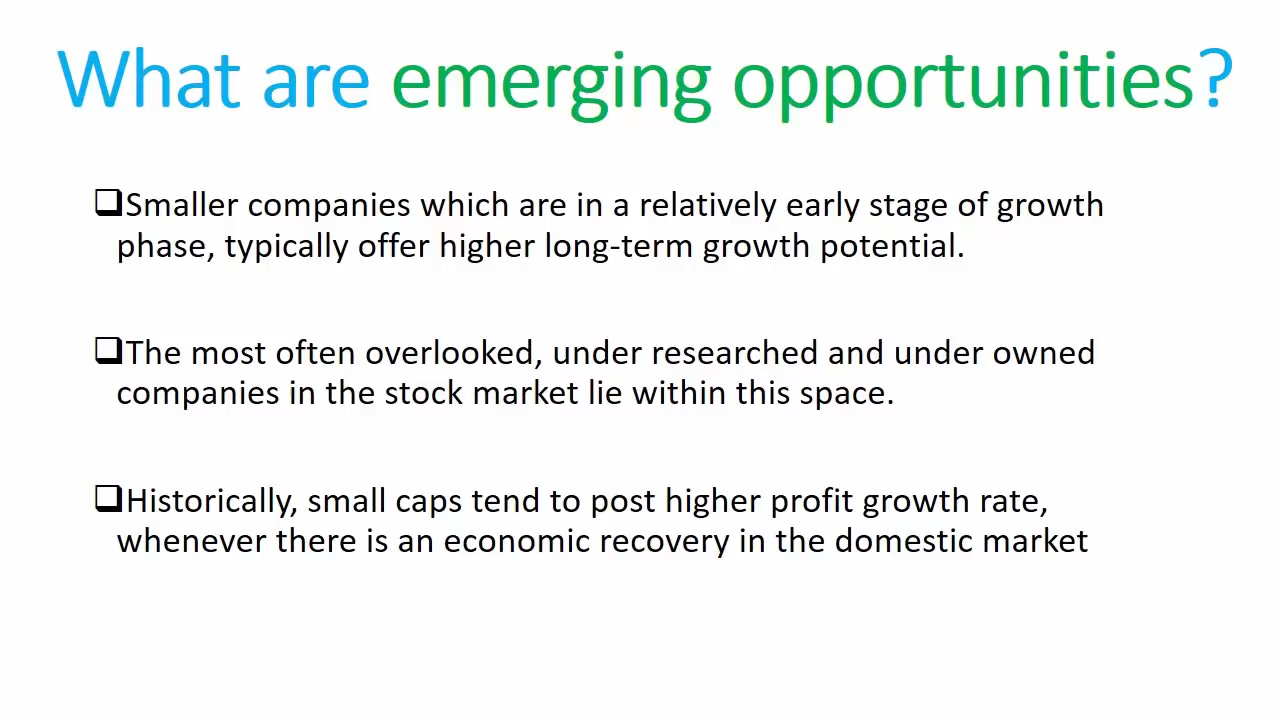 What are emerging opportunities?
❑Smaller companies which are in a relatively early stage of growth
phase, typically offer higher long-term growth potential.
❑The most often overlooked, under researched and under owned
companies in the stock market lie within this space.
❑Historically, small caps tend to post higher profit growth rate,
whenever there is an economic recovery in the domestic market